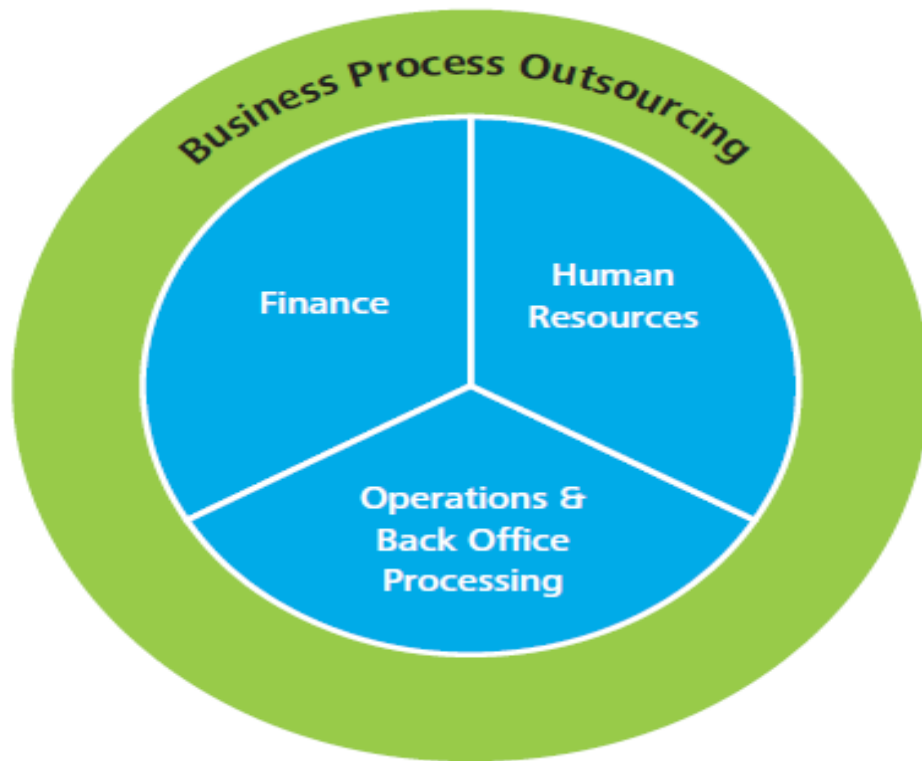 Business Process Outsourcing
Finance
Human
Resources
Operations &
Back Office
Processing